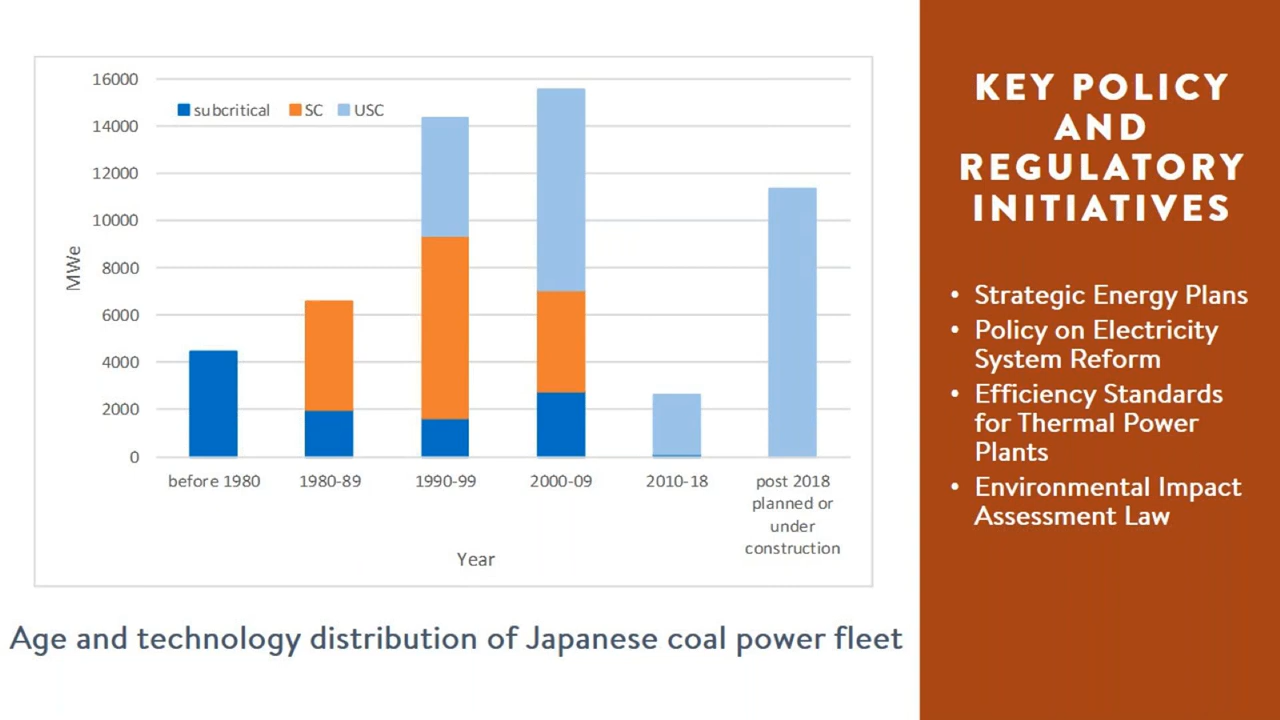 16000
14000
12000
10000
8000
6000
4000
2000
0
MWe
subcritical SC USC
before 1980
1980-89
1990-99
2000-09
2010-18
post 2018
planned or
under
construction
Year
Age and technology distribution of Japanese coal power fleet
KEY POLICY
AND
REGULATORY
INITIATIVES
• Strategic Energy Plans
• Policy on Electricity
System Reform
• Efficiency Standards
for Thermal Power
Plants
• Environmental Impact
Assessment Law